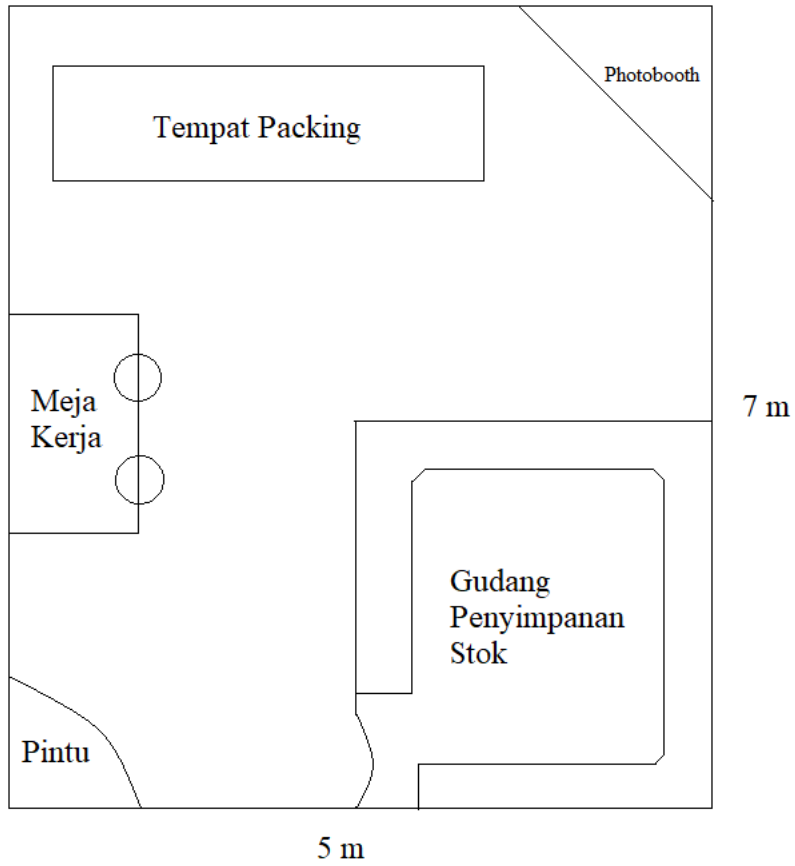 Photobooth
Tempat Packing
Meja
Kerja
7 m
Gudang
Penyimpanan
Stok
Pintu
5 m